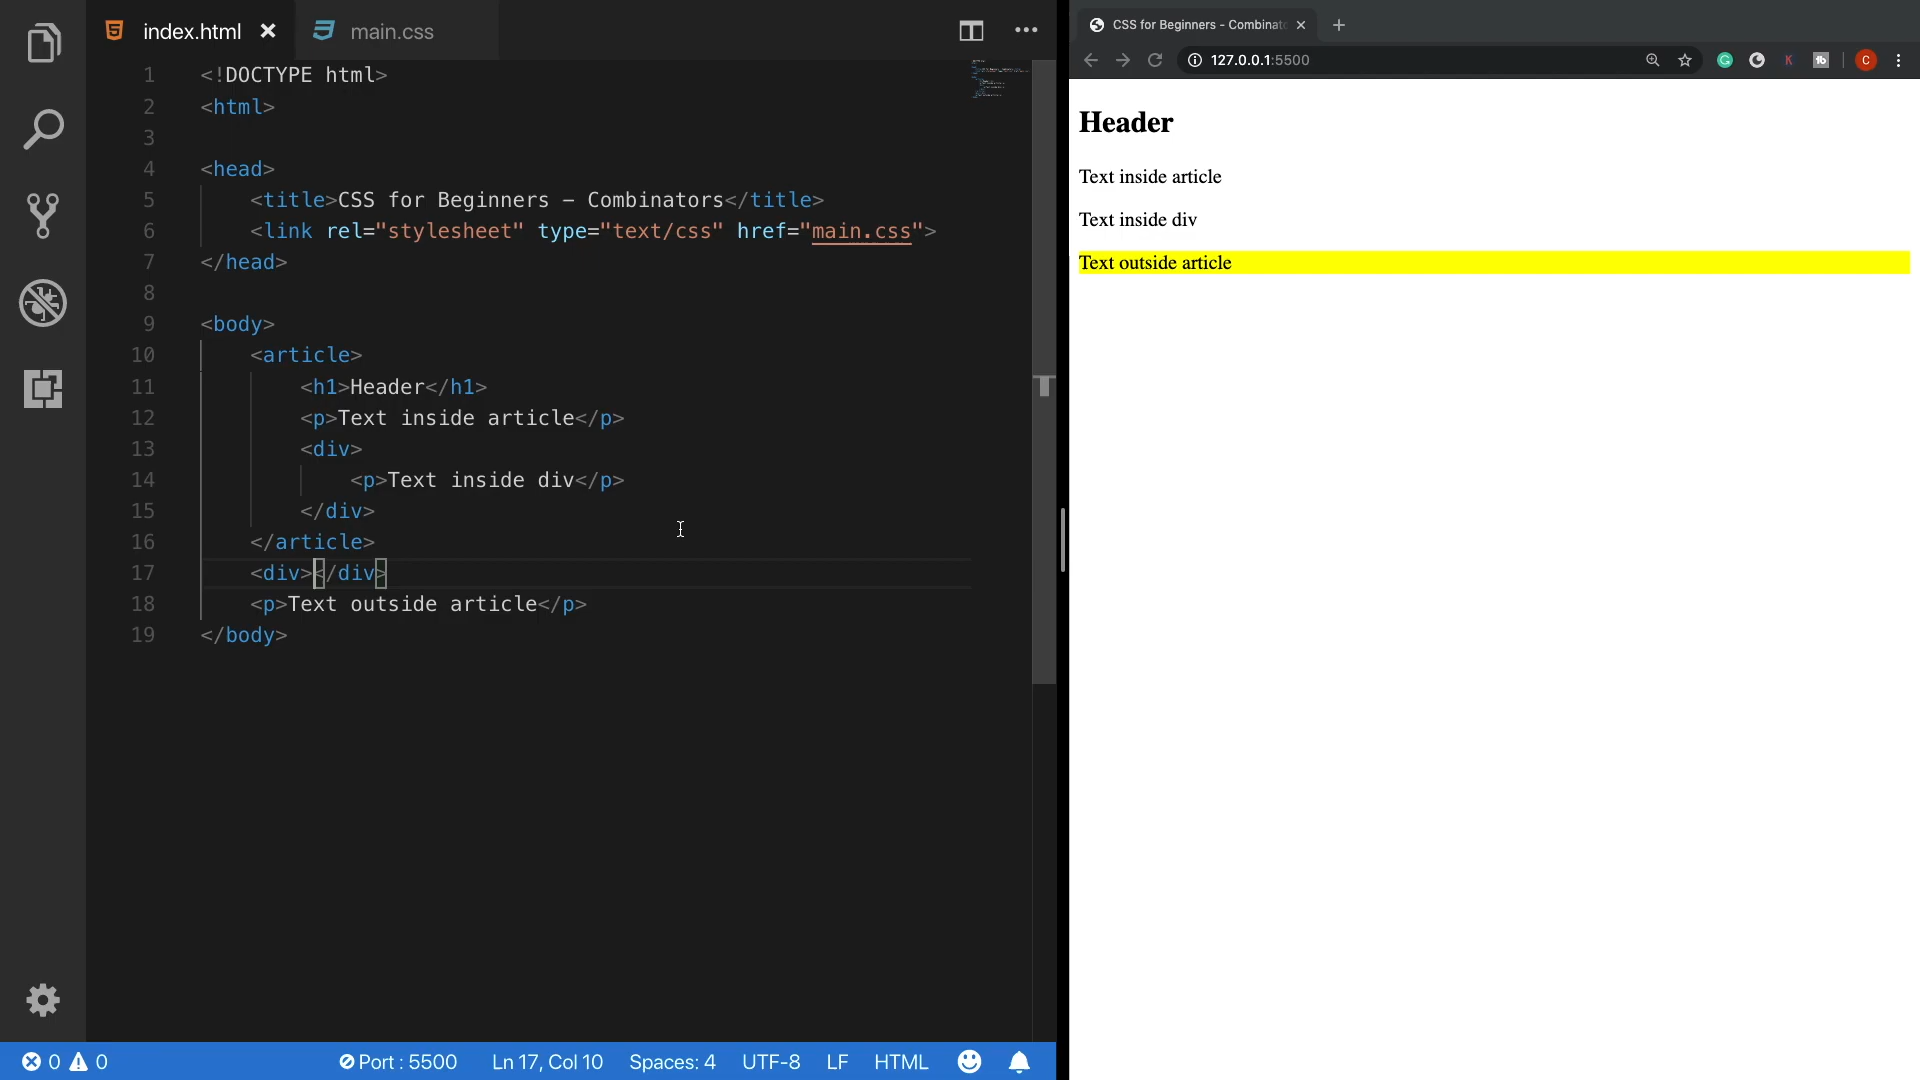 index.html
main.css
1 <!DOCTYPE html>
2 <html>
3
4 <head>
5 <title>CSS for Beginners – Combinators</title>
6 <link rel="stylesheet" type="text/css" href="main.css">
7 </head>
8
9 <body>
10 <article>
11 <h1>Header</h1>
12 <p>Text inside article</p>
13 <div>
14 <p>Text inside div</p>
15 </div>
16 </article>
17 <div></div>
18 <p>Text outside article</p>
19 </body>
0 0 Port : 5500 Ln 17, Col 10 Spaces: 4 UTF-8 LF HTML
CSS for Beginners - Combinat
127.0.0.1:5500
K
tb
C
Header
Text inside article
Text inside div
Text outside article